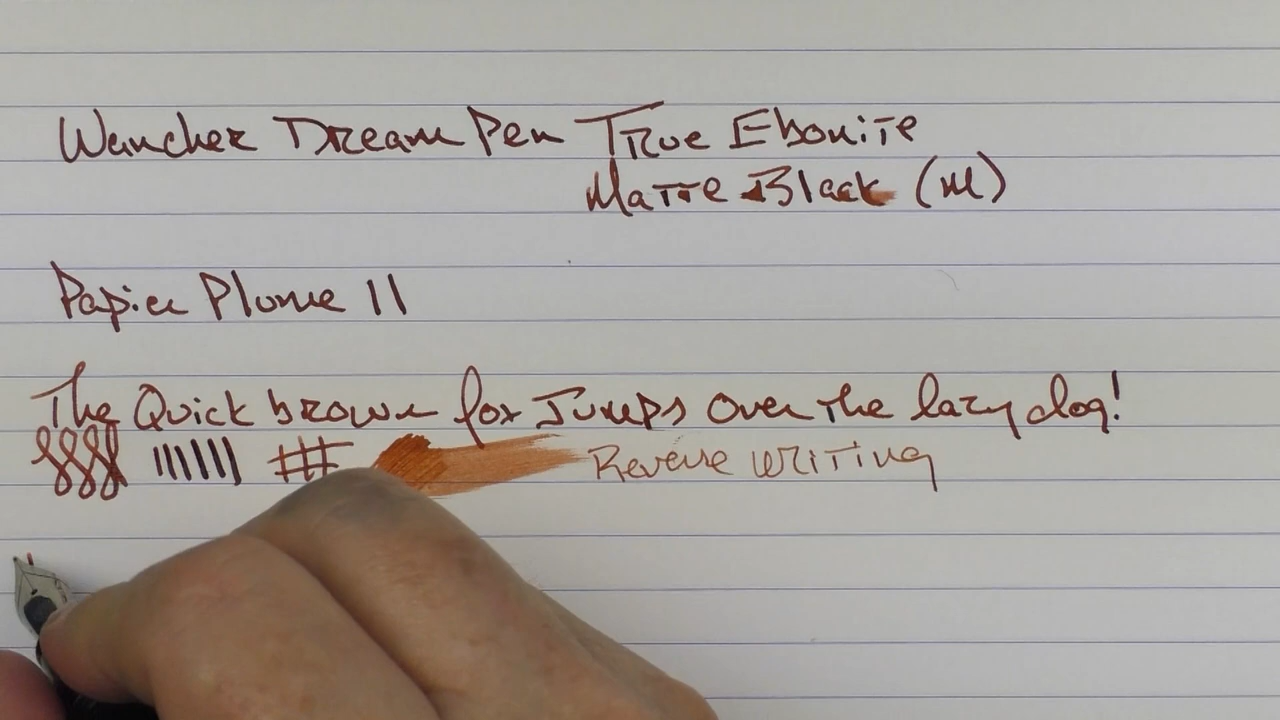 Wancher Dream Pen True Ebonite
Matte Black (M)
Papier Plume 11
The Quick brown fox Jumps over the lazy dog!
Reverse writing